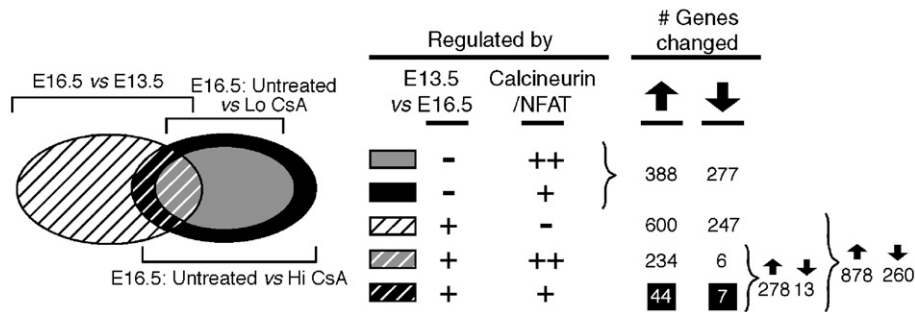 E16.5 vs E13.5
E16.5: Untreated
vs Lo CsA
E16.5: Untreated vs Hi CsA
Regulated by
# Genes
changed
E13.5
vs E16.5
Calcineurin
/NFAT
- ++
- +
388 277
+ - 600 247
+ ++ 234 6
+ + 44 7
278 13
878 260